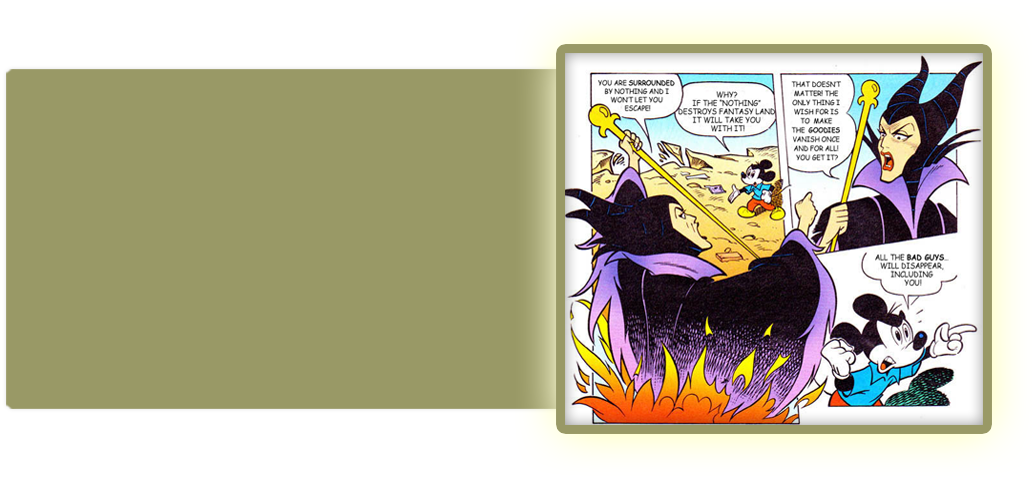 YOU ARE SURROUNDED
BY NOTHING AND I
WON'T LET YOU
ESCAPE!
WHY?
IF THE "NOTHING"
DESTROYS FANTASY LAND
IT WILL TAKE YOU
WITH IT!
THAT DOESN'T
MATTER! THE
ONLY THING I
WISH FOR IS
TO MAKE
THE GOODIES
VANISH ONCE
AND FOR ALL!
YOU GET IT?
ALL THE BAD GUYS...
WILL DISAPPEAR,
INCLUDING
YOU!